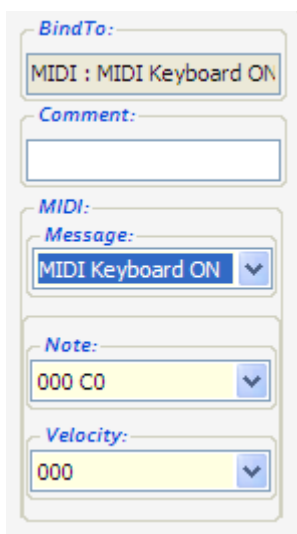 BindTo:
MIDI : MIDI Keyboard ON
Comment:
MIDI:
Message:
MIDI Keyboard ON
Note:
000 C0
Velocity:
000